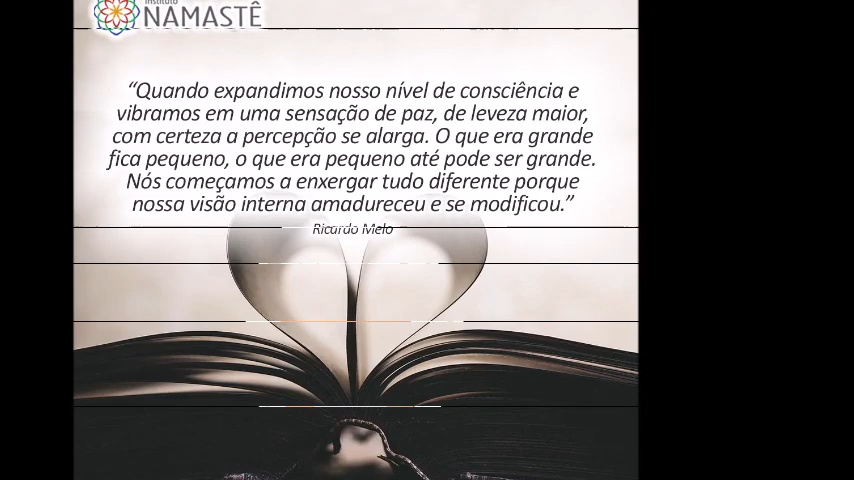 Instituto
NAMASTÊ
“Quando expandimos nosso nível de consciência e
vibramos em uma sensação de paz, de leveza maior,
com certeza a percepção se alarga. O que era grande
fica pequeno, o que era pequeno até pode ser grande.
Nós começamos a enxergar tudo diferente porque
nossa visão interna amadureceu e se modificou.”
Ricardo Melo